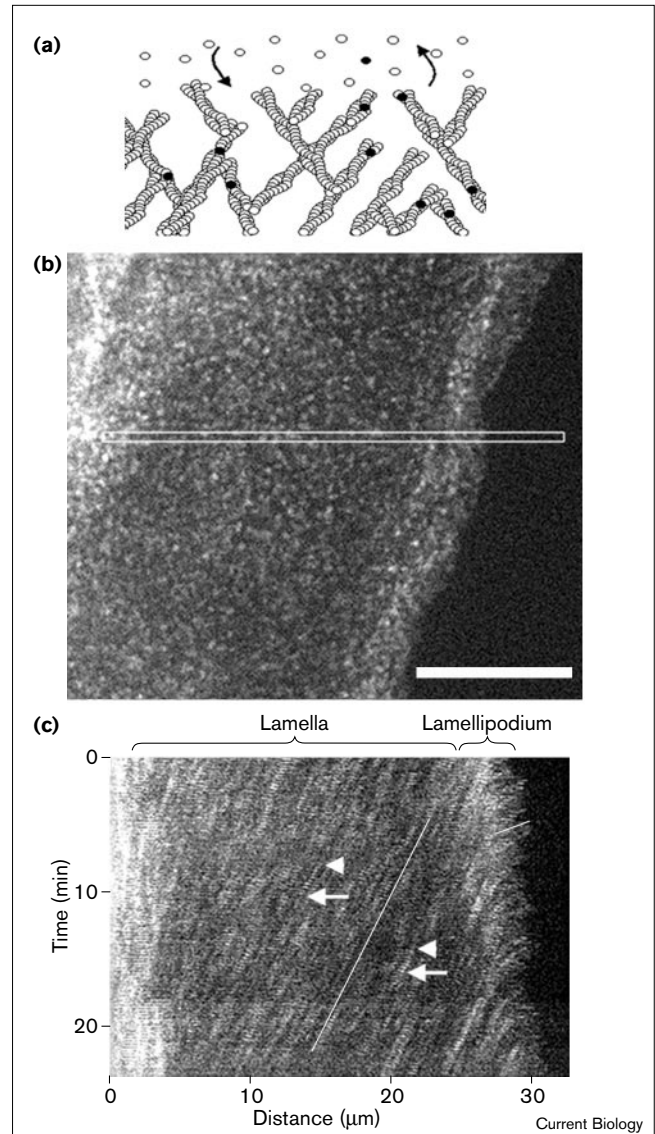 (a)
(b)
(c)
Lamella
Lamellipodium
0
10
20
Time (min)
0
10
20
30
Distance (μm)
Current Biology